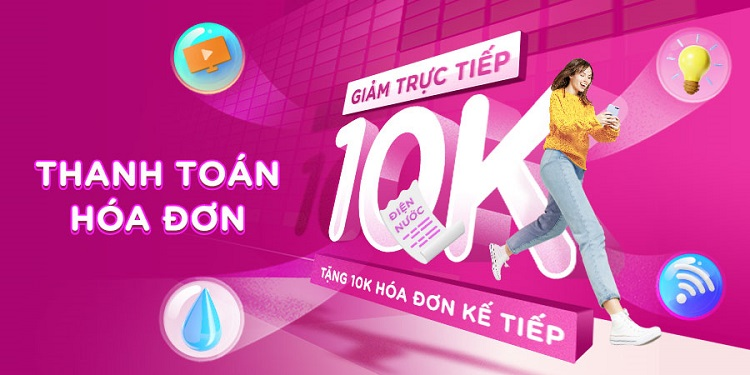 THANH TOÁN
HÓA ĐƠN
GIẢM TRỰC TIẾP
10K
ĐIỆN
NƯỚC
TẶNG 10K HÓA ĐƠN KẾ TIẾP